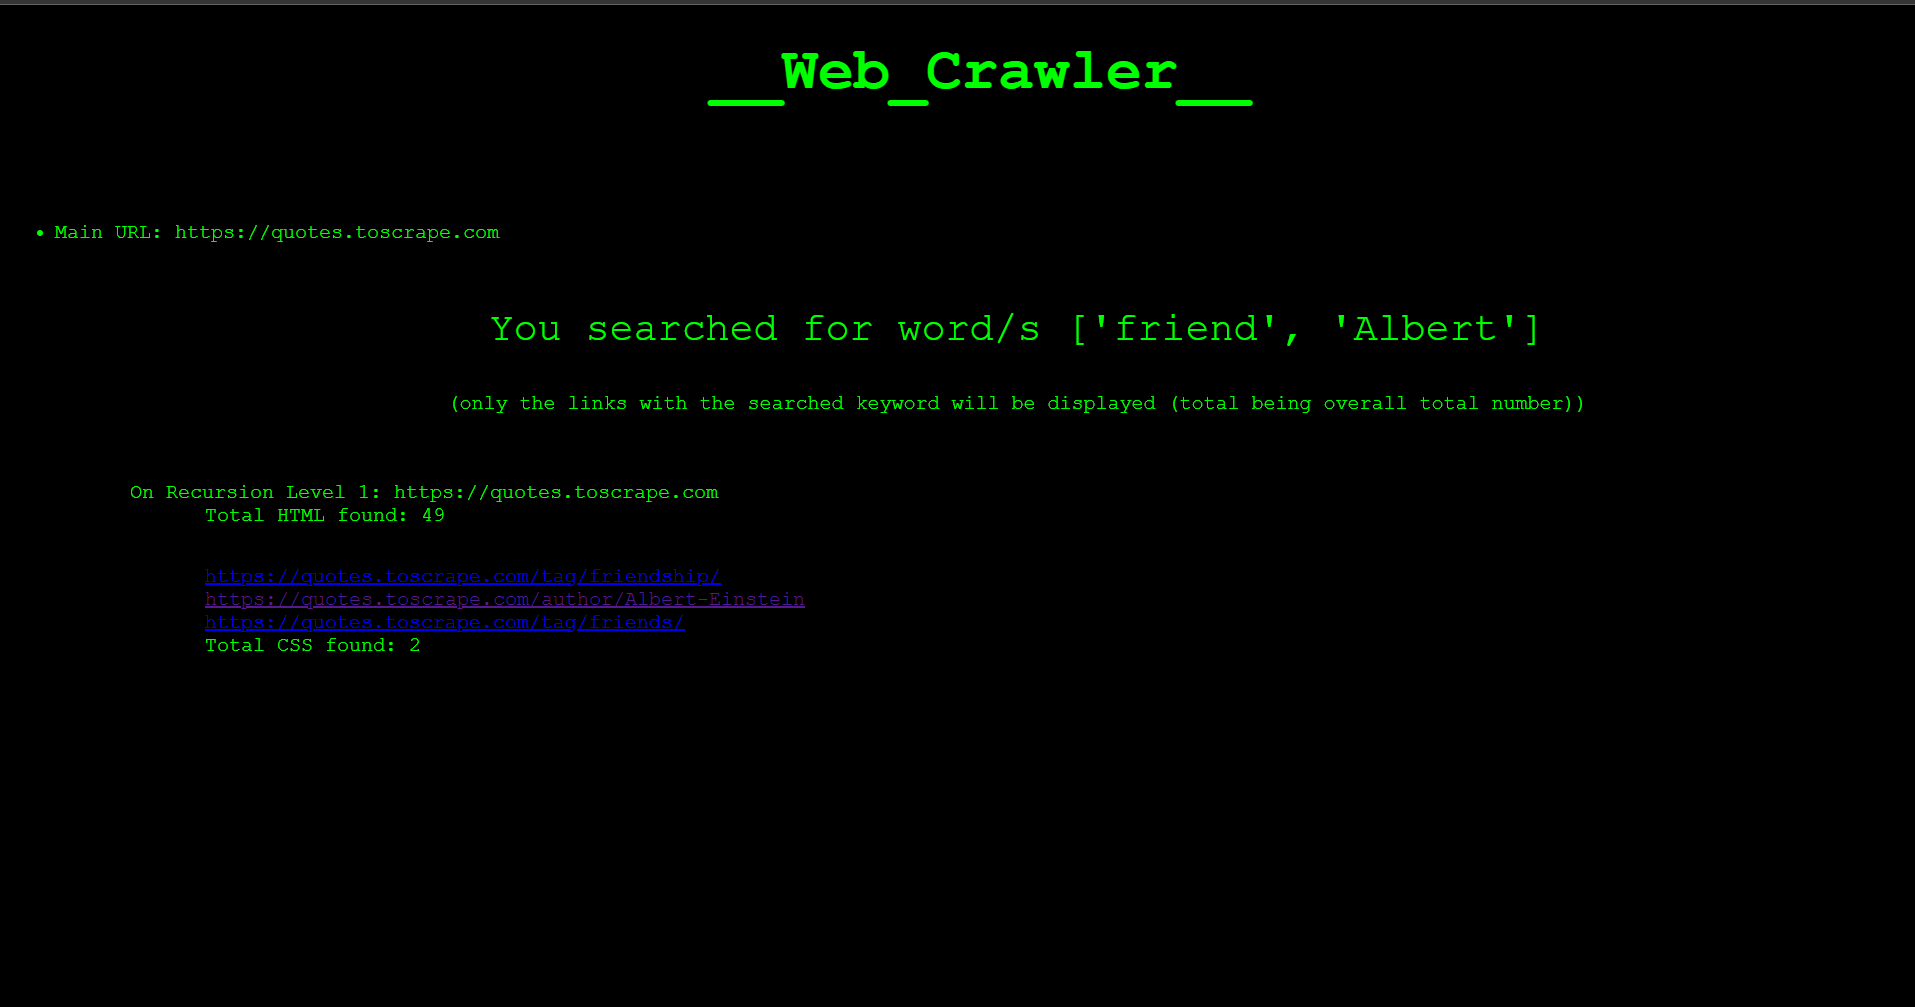 __Web_Crawler__
• Main URL: https://quotes.toscrape.com
You searched for word/s ['friend', 'Albert']
(only the links with the searched keyword will be displayed (total being overall total number))
On Recursion Level 1: https://quotes.toscrape.com
Total HTML found: 49
https://quotes.toscrape.com/tag/friendship/
https://quotes.toscrape.com/author/Albert-Einstein
https://quotes.toscrape.com/tag/friends/
Total CSS found: 2